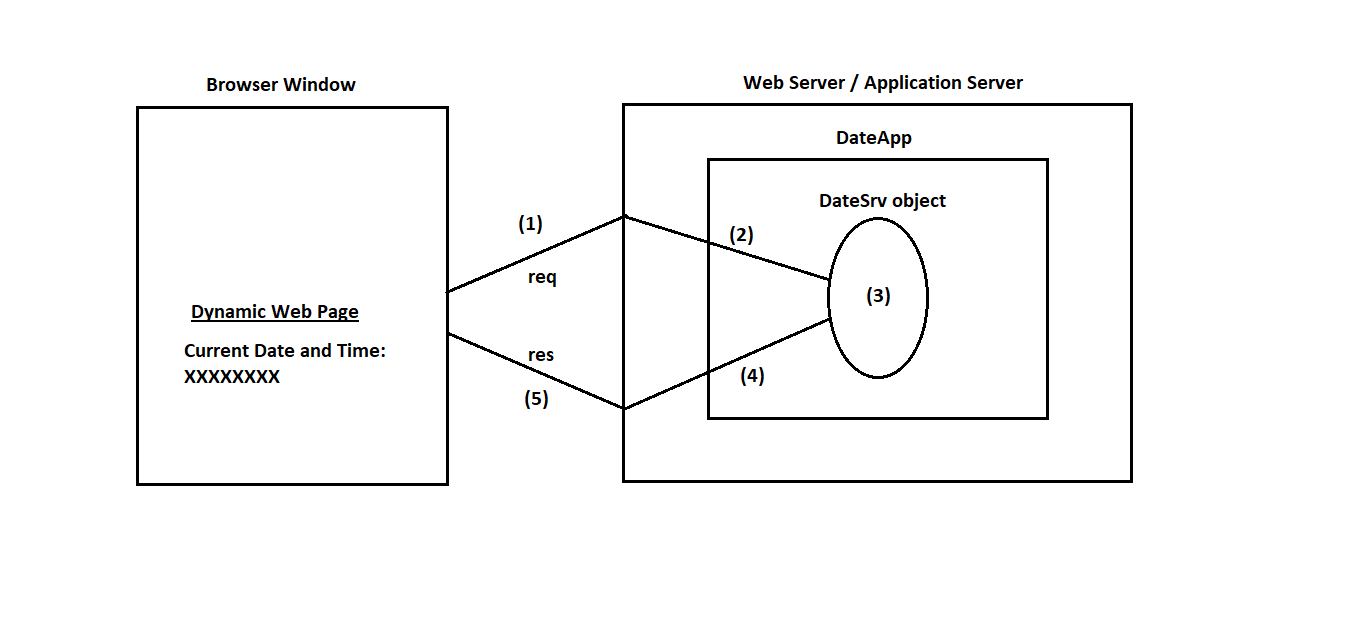 Browser Window
Web Server / Application Server
DateApp
DateSrv object
(1)
(2)
req
(3)
Dynamic Web Page
Current Date and Time:
XXXXXXXX
res
(4)
(5)